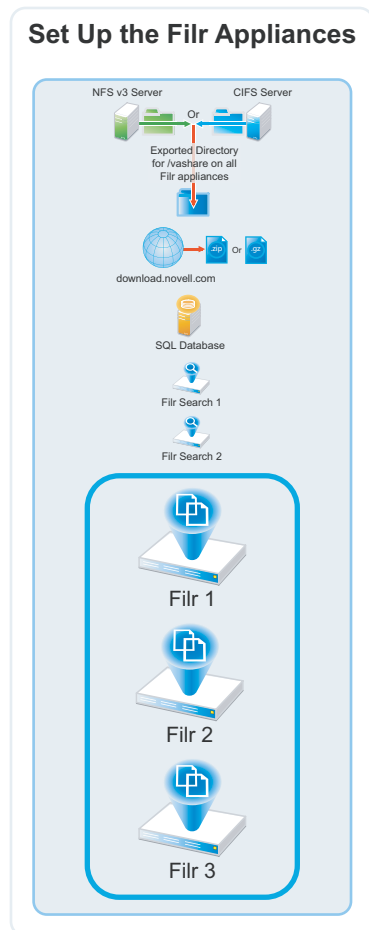 Set Up the Filr Appliances
NFS v3 Server
CIFS Server
Or
Exported Directory
for /vashare on all
Filr appliances
.zip Or .gz
download.novell.com
SQL Database
Filr Search 1
Filr Search 2
Filr 1
Filr 2
Filr 3